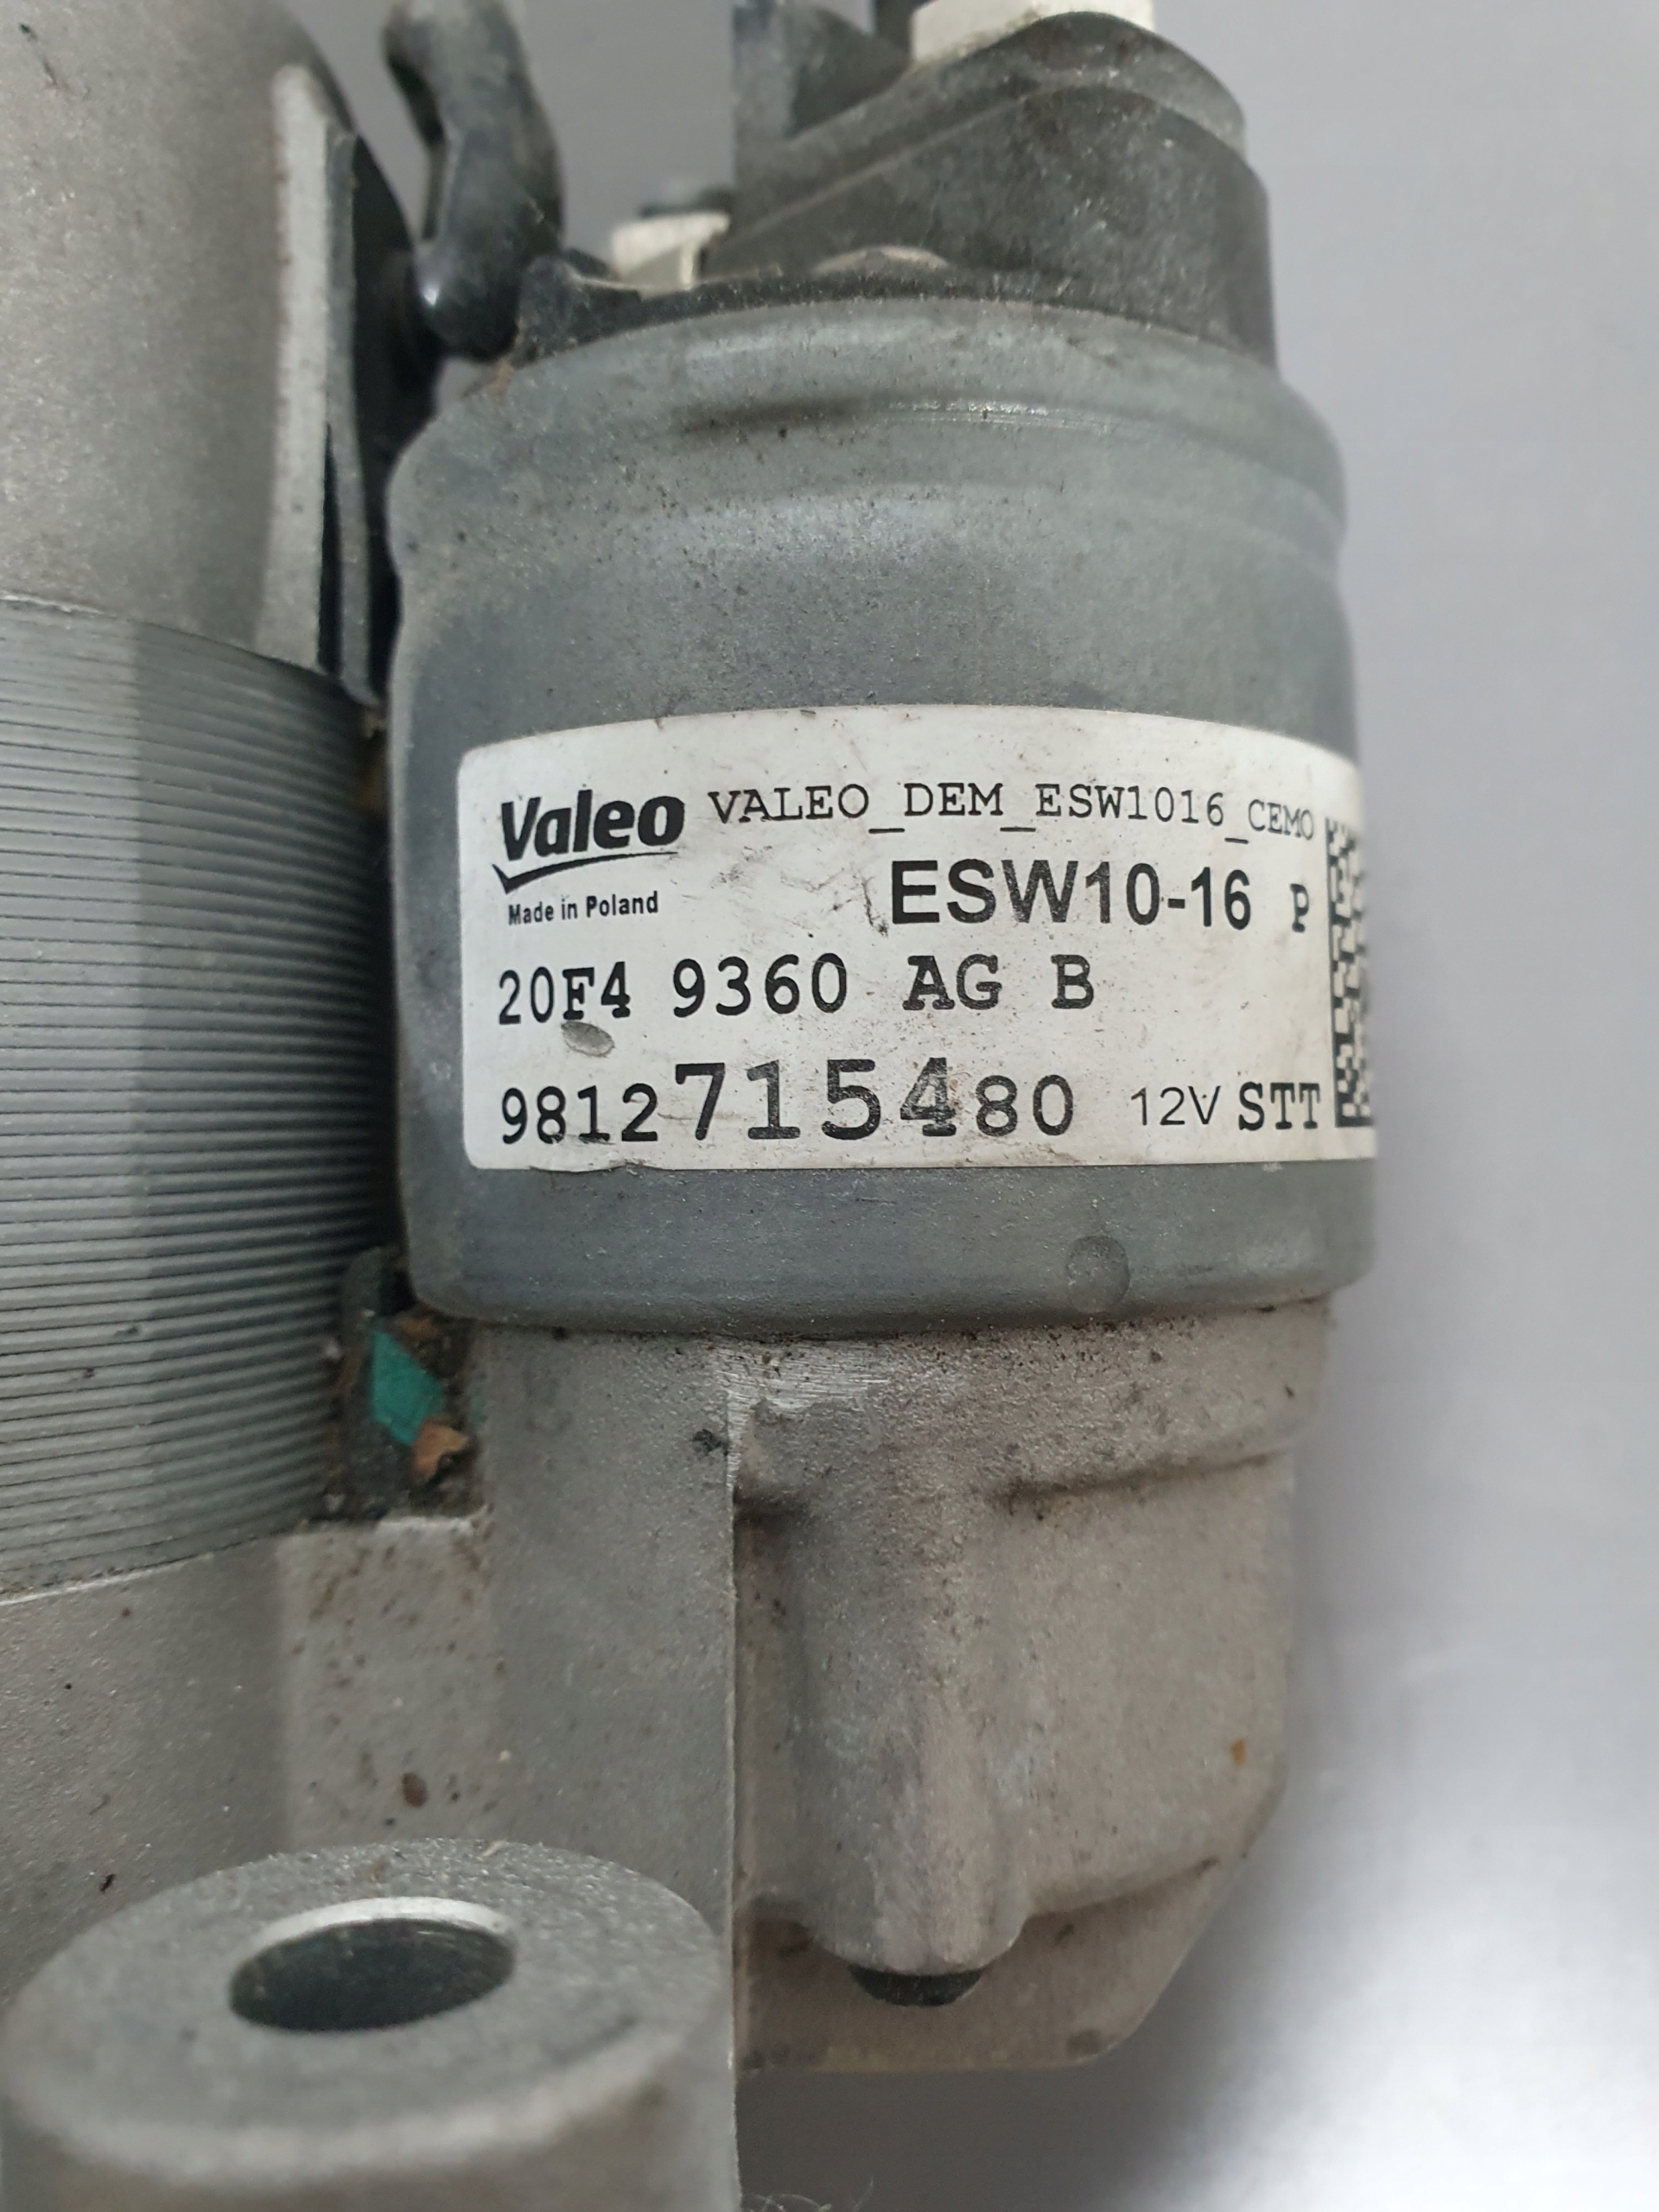 Valeo VALEO_DEM_ESW1016_CEMO
Made in Poland ESW10-16 P
20F4 9360 AG B
9812715480 12V STT